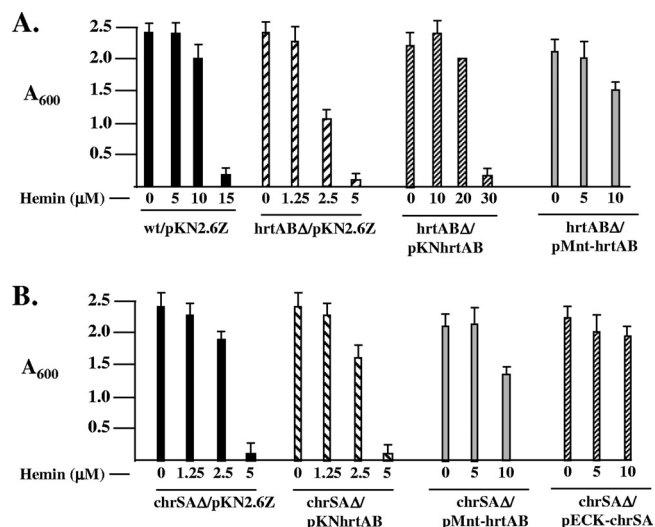 A.
2.5
2.0
A600
1.5
1.0
0.5
Hemin (μM) 0 5 10 15 0 1.25 2.5 5 0 10 20 30 0 5 10
wt/pKN2.6Z hrtABΔ/pKN2.6Z hrtABΔ/ hrtABΔ/
pKNhrtAB pMnt-hrtAB
B.
2.5
2.0
A600
1.5
1.0
0.5
Hemin (μM) 0 1.25 2.5 5 0 1.25 2.5 5 0 5 10 0 5 10
chrSAΔ/pKN2.6Z chrSAΔ/ chrSAΔ/ chrSAΔ/
pKNhrtAB pMnt-hrtAB pECK-chrSA